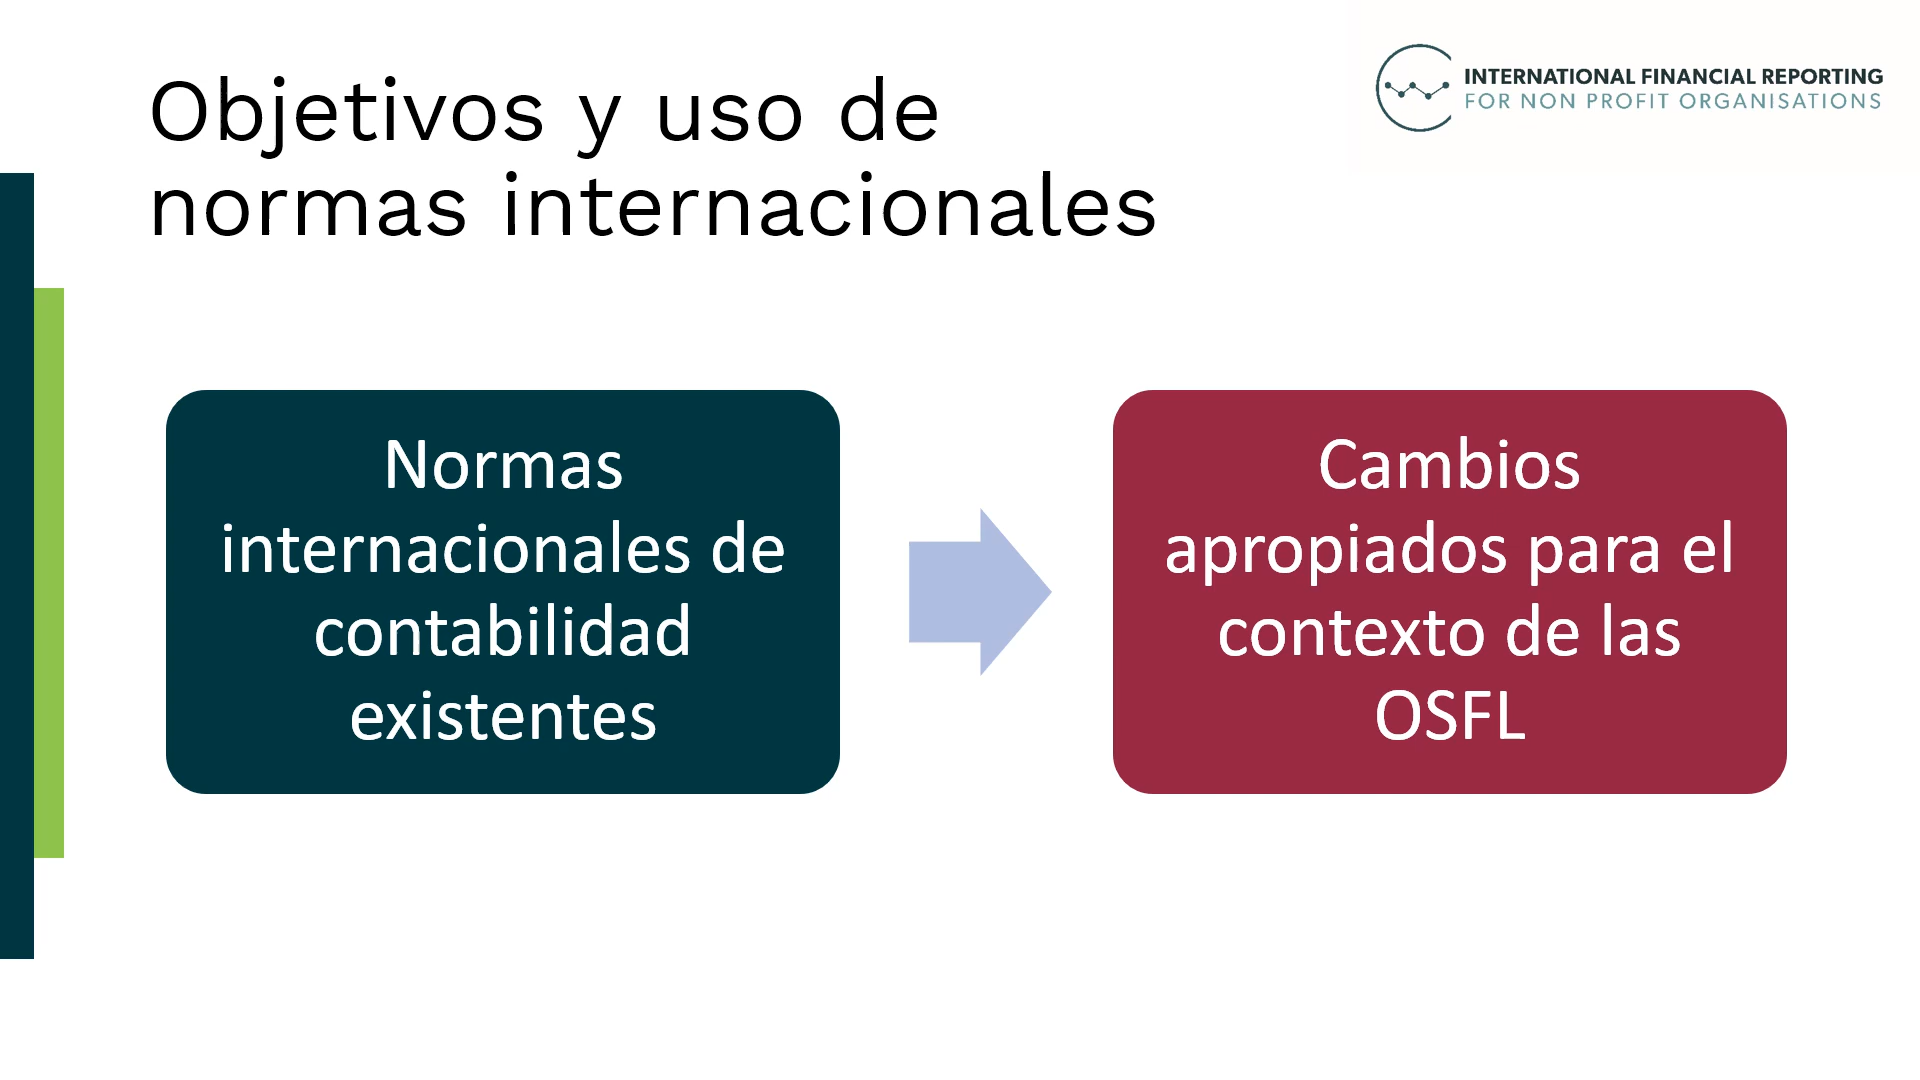 Objetivos y uso de
normas internacionales
INTERNATIONAL FINANCIAL REPORTING
FOR NON PROFIT ORGANISATIONS
Normas
internacionales de
contabilidad
existentes
Cambios
apropiados para el
contexto de las
OSFL